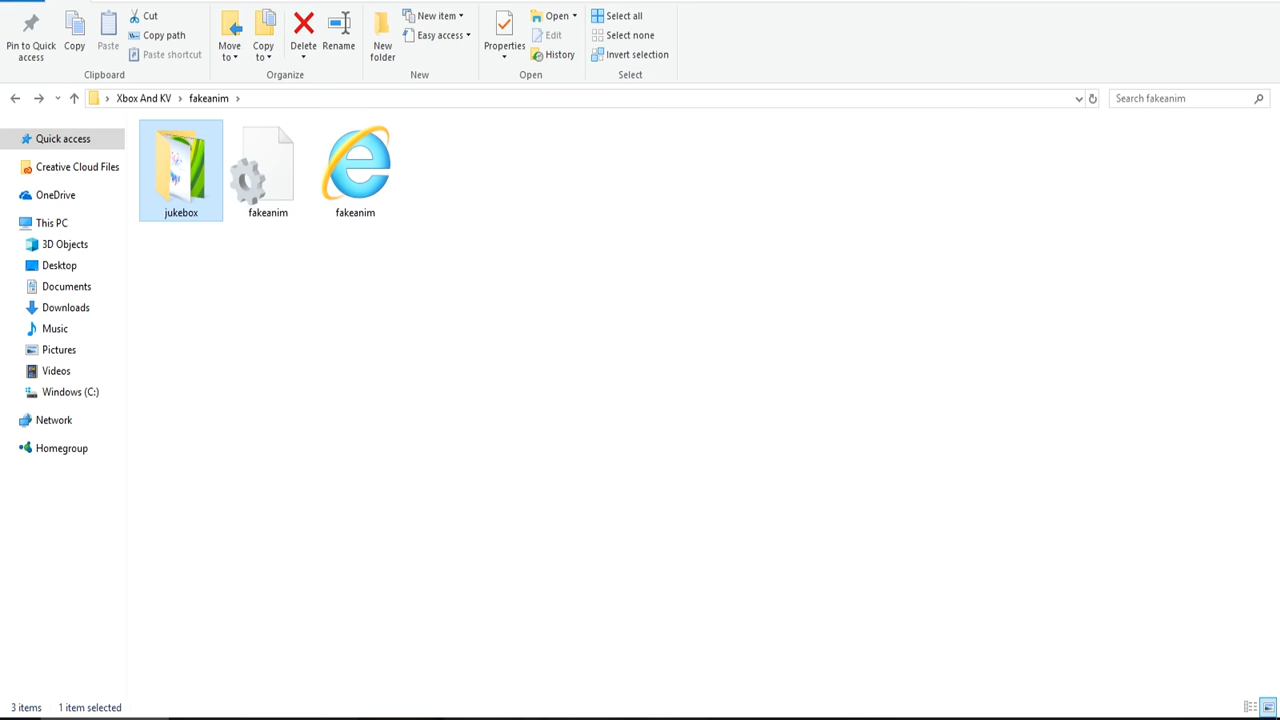 Pin to Quick access
Copy
Paste
Cut
Copy path
Paste shortcut
Clipboard
Move to
Copy to
Delete
Rename
Organize
New folder
New item
Easy access
New
Properties
Open
Edit
History
Open
Select all
Select none
Invert selection
Select
Xbox And KV
fakeanim
Search fakeanim
Quick access
Creative Cloud Files
OneDrive
This PC
3D Objects
Desktop
Documents
Downloads
Music
Pictures
Videos
Windows (C:)
Network
Homegroup
jukebox
fakeanim
fakeanim
3 items
1 item selected